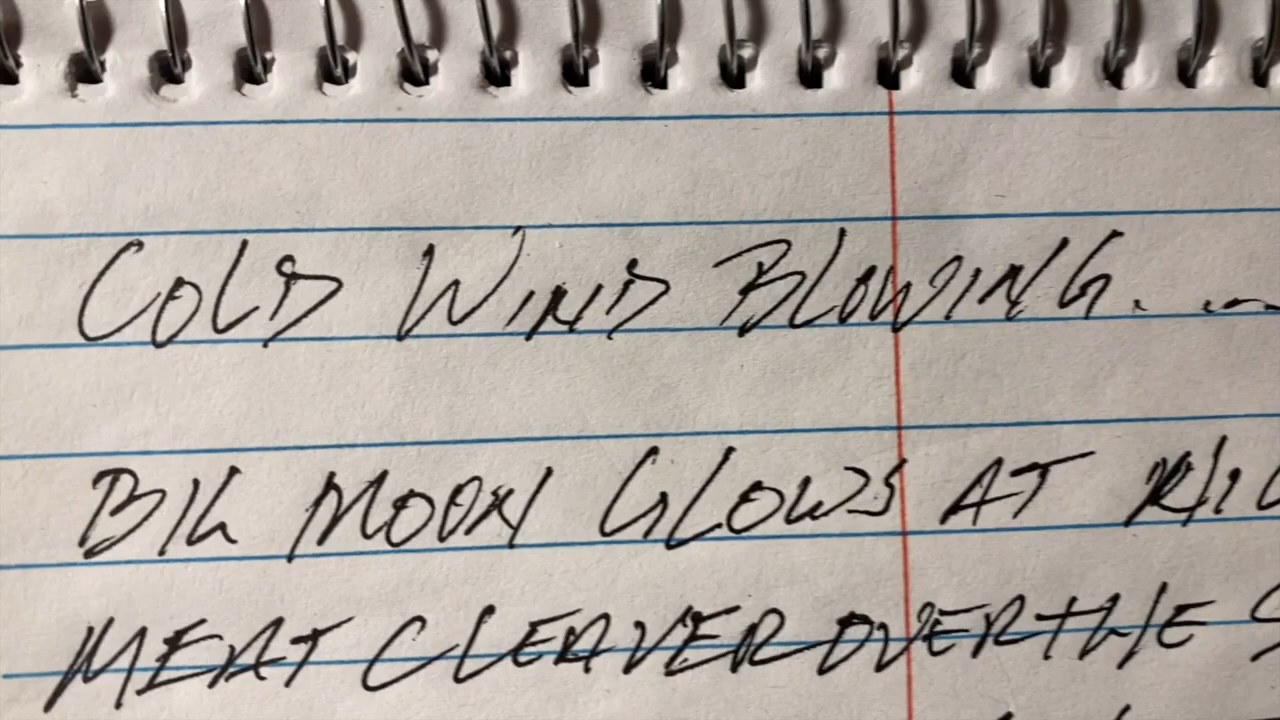 COLD WIND BLOWING...
BIG MOON GLOWS AT
MEAT CLEAVER OVER THE